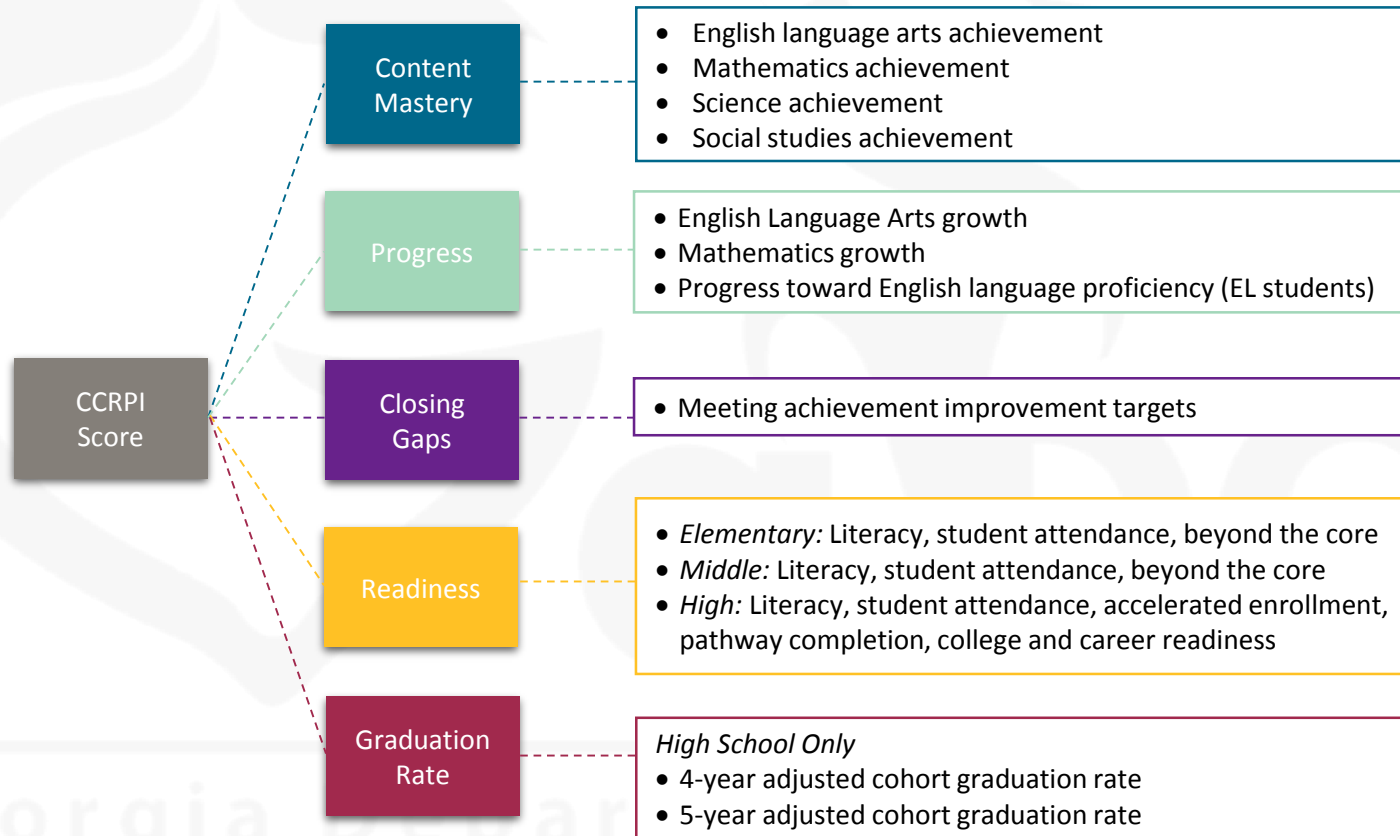 Content
Mastery
• English language arts achievement
• Mathematics achievement
• Science achievement
• Social studies achievement
Progress
• English Language Arts growth
• Mathematics growth
• Progress toward English language proficiency (EL students)
CCRPI
Score
Closing
Gaps
• Meeting achievement improvement targets
Readiness
• Elementary: Literacy, student attendance, beyond the core
• Middle: Literacy, student attendance, beyond the core
• High: Literacy, student attendance, accelerated enrollment,
pathway completion, college and career readiness
Graduation
Rate
High School Only
• 4-year adjusted cohort graduation rate
• 5-year adjusted cohort graduation rate